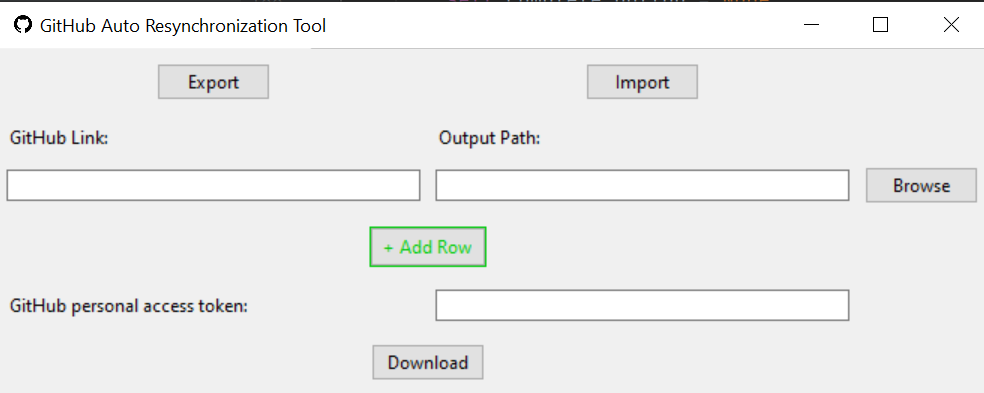 GitHub Auto Resynchronization Tool
Export Import
GitHub Link: Output Path:
Browse
+ Add Row
GitHub personal access token:
Download